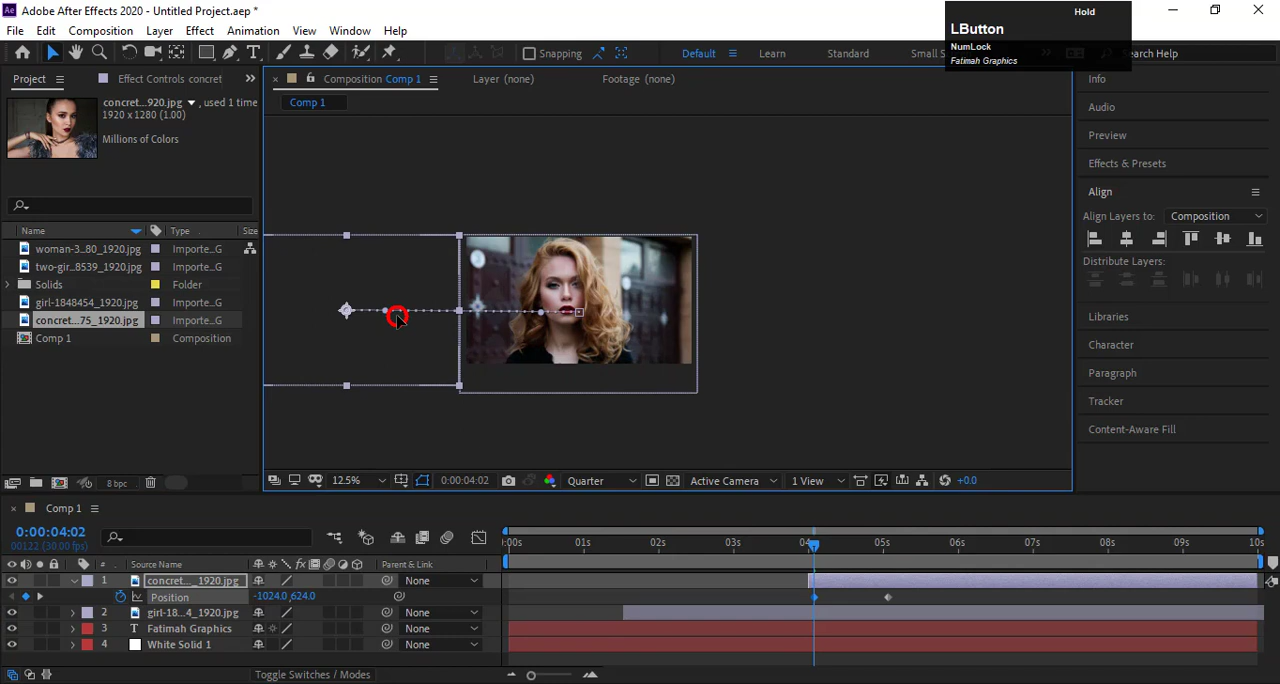 Adobe After Effects 2020 - Untitled Project.aep *
File Edit Composition Layer Effect Animation View Window Help
Hold
LButton
NumLock
Fatimah Graphics
Snapping
Default
Learn
Standard
Small S
Search Help
Project
Effect Controls concret
Composition Comp 1
Layer (none)
Footage (none)
Comp 1
concret...920.jpg , used 1 time
1920 x 1280 (1.00)
Millions of Colors
Name
Type
Size
woman-3...80_1920.jpg
Importe...G
two-gir...8539_1920.jpg
Importe...G
Solids
Folder
girl-1848454_1920.jpg
Importe...G
concret....75_1920.jpg
Importe...G
Comp 1
Composition
8 bpc
12.5%
0:00:04:02
Quarter
Active Camera
1 View
+0.0
Info
Audio
Preview
Effects & Presets
Align
Align Layers to:
Composition
Distribute Layers:
Libraries
Character
Paragraph
Tracker
Content-Aware Fill
Comp 1
0:00:04:02
00122 (30.00 fps)
:00s
02s
03s
04
05s
06s
07s
08s
09s
10s
#
Source Name
fx
Parent & Link
1
concret..._1920.jpg
None
Position
-1024.0,624.0
2
girl-18...4_1920.jpg
None
3
T
Fatimah Graphics
None
4
White Solid 1
None
Toggle Switches / Modes